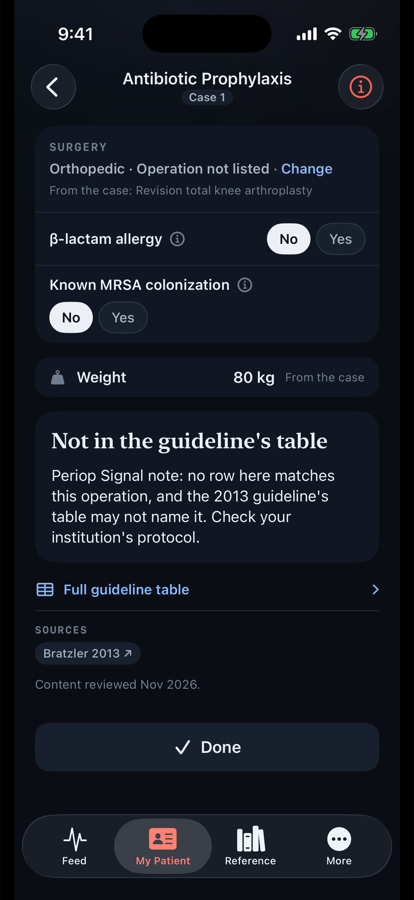 9:41
Antibiotic Prophylaxis
Case 1
SURGERY
Orthopedic · Operation not listed · Change
From the case: Revision total knee arthroplasty
β-lactam allergy No Yes
Known MRSA colonization
No Yes
Weight 80 kg From the case
Not in the guideline's table
Periop Signal note: no row here matches
this operation, and the 2013 guideline's
table may not name it. Check your
institution's protocol.
Full guideline table
SOURCES
Bratzler 2013 ↗
Content reviewed Nov 2026.
Done
Feed My Patient Reference More